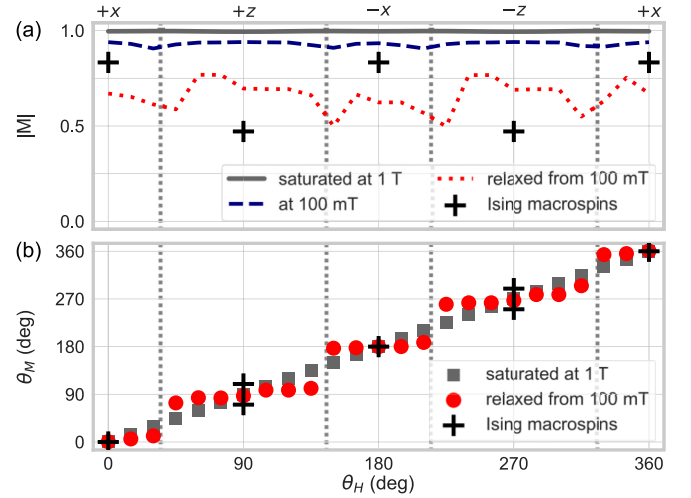 +x +z −x −z +x
(a)
1.0
0.5
0.0
|M|
saturated at 1 T
at 100 mT
relaxed from 100 mT
Ising macrospins
(b)
360
270
180
90
0
θM (deg)
saturated at 1 T
relaxed from 100 mT
Ising macrospins
0 90 180 270 360
θH (deg)